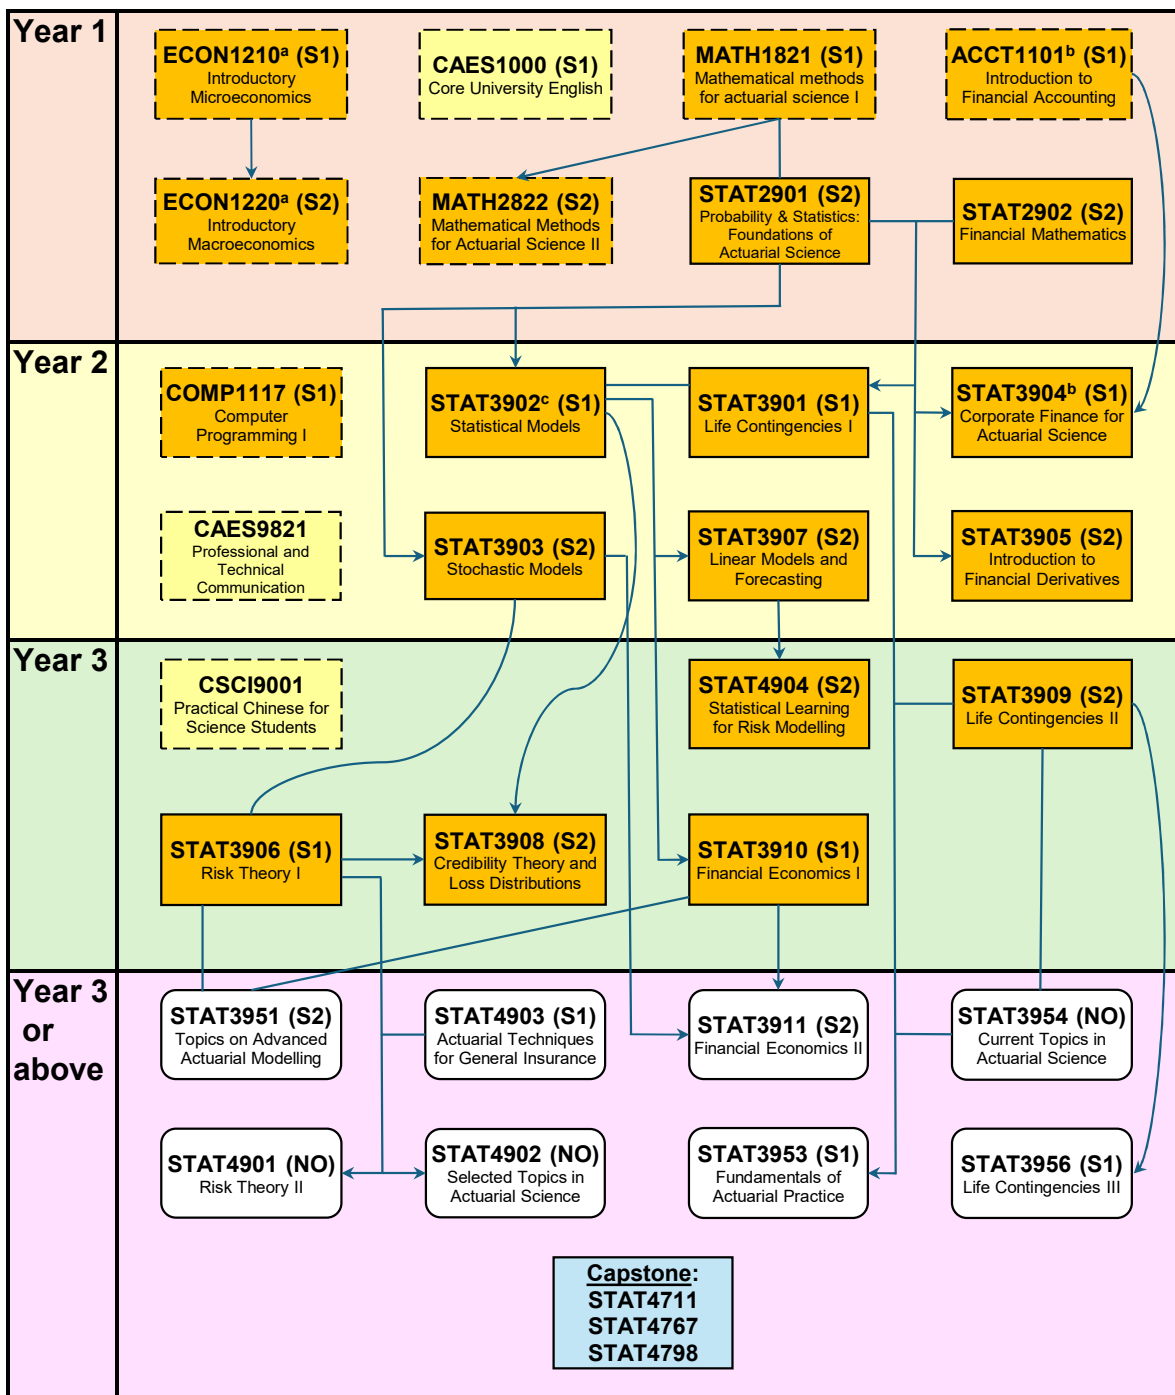 Year 1
ECON1210ᵃ (S1)
Introductory
Microeconomics
CAES1000 (S1)
Core University English
MATH1821 (S1)
Mathematical methods
for actuarial science I
ACCT1101ᵇ (S1)
Introduction to
Financial Accounting
ECON1220ᵃ (S2)
Introductory
Macroeconomics
MATH2822 (S2)
Mathematical Methods
for Actuarial Science II
STAT2901 (S2)
Probability & Statistics:
Foundations of
Actuarial Science
STAT2902 (S2)
Financial Mathematics
Year 2
COMP1117 (S1)
Computer
Programming I
STAT3902ᶜ (S1)
Statistical Models
STAT3901 (S1)
Life Contingencies I
STAT3904ᵇ (S1)
Corporate Finance for
Actuarial Science
CAES9821
Professional and
Technical
Communication
STAT3903 (S2)
Stochastic Models
STAT3907 (S2)
Linear Models and
Forecasting
STAT3905 (S2)
Introduction to
Financial Derivatives
Year 3
CSCI9001
Practical Chinese for
Science Students
STAT4904 (S2)
Statistical Learning
for Risk Modelling
STAT3909 (S2)
Life Contingencies II
STAT3906 (S1)
Risk Theory I
STAT3908 (S2)
Credibility Theory and
Loss Distributions
STAT3910 (S1)
Financial Economics I
Year 3
or
above
STAT3951 (S2)
Topics on Advanced
Actuarial Modelling
STAT4903 (S1)
Actuarial Techniques
for General Insurance
STAT3911 (S2)
Financial Economics II
STAT3954 (NO)
Current Topics in
Actuarial Science
STAT4901 (NO)
Risk Theory II
STAT4902 (NO)
Selected Topics in
Actuarial Science
STAT3953 (S1)
Fundamentals of
Actuarial Practice
STAT3956 (S1)
Life Contingencies III
Capstone:
STAT4711
STAT4767
STAT4798